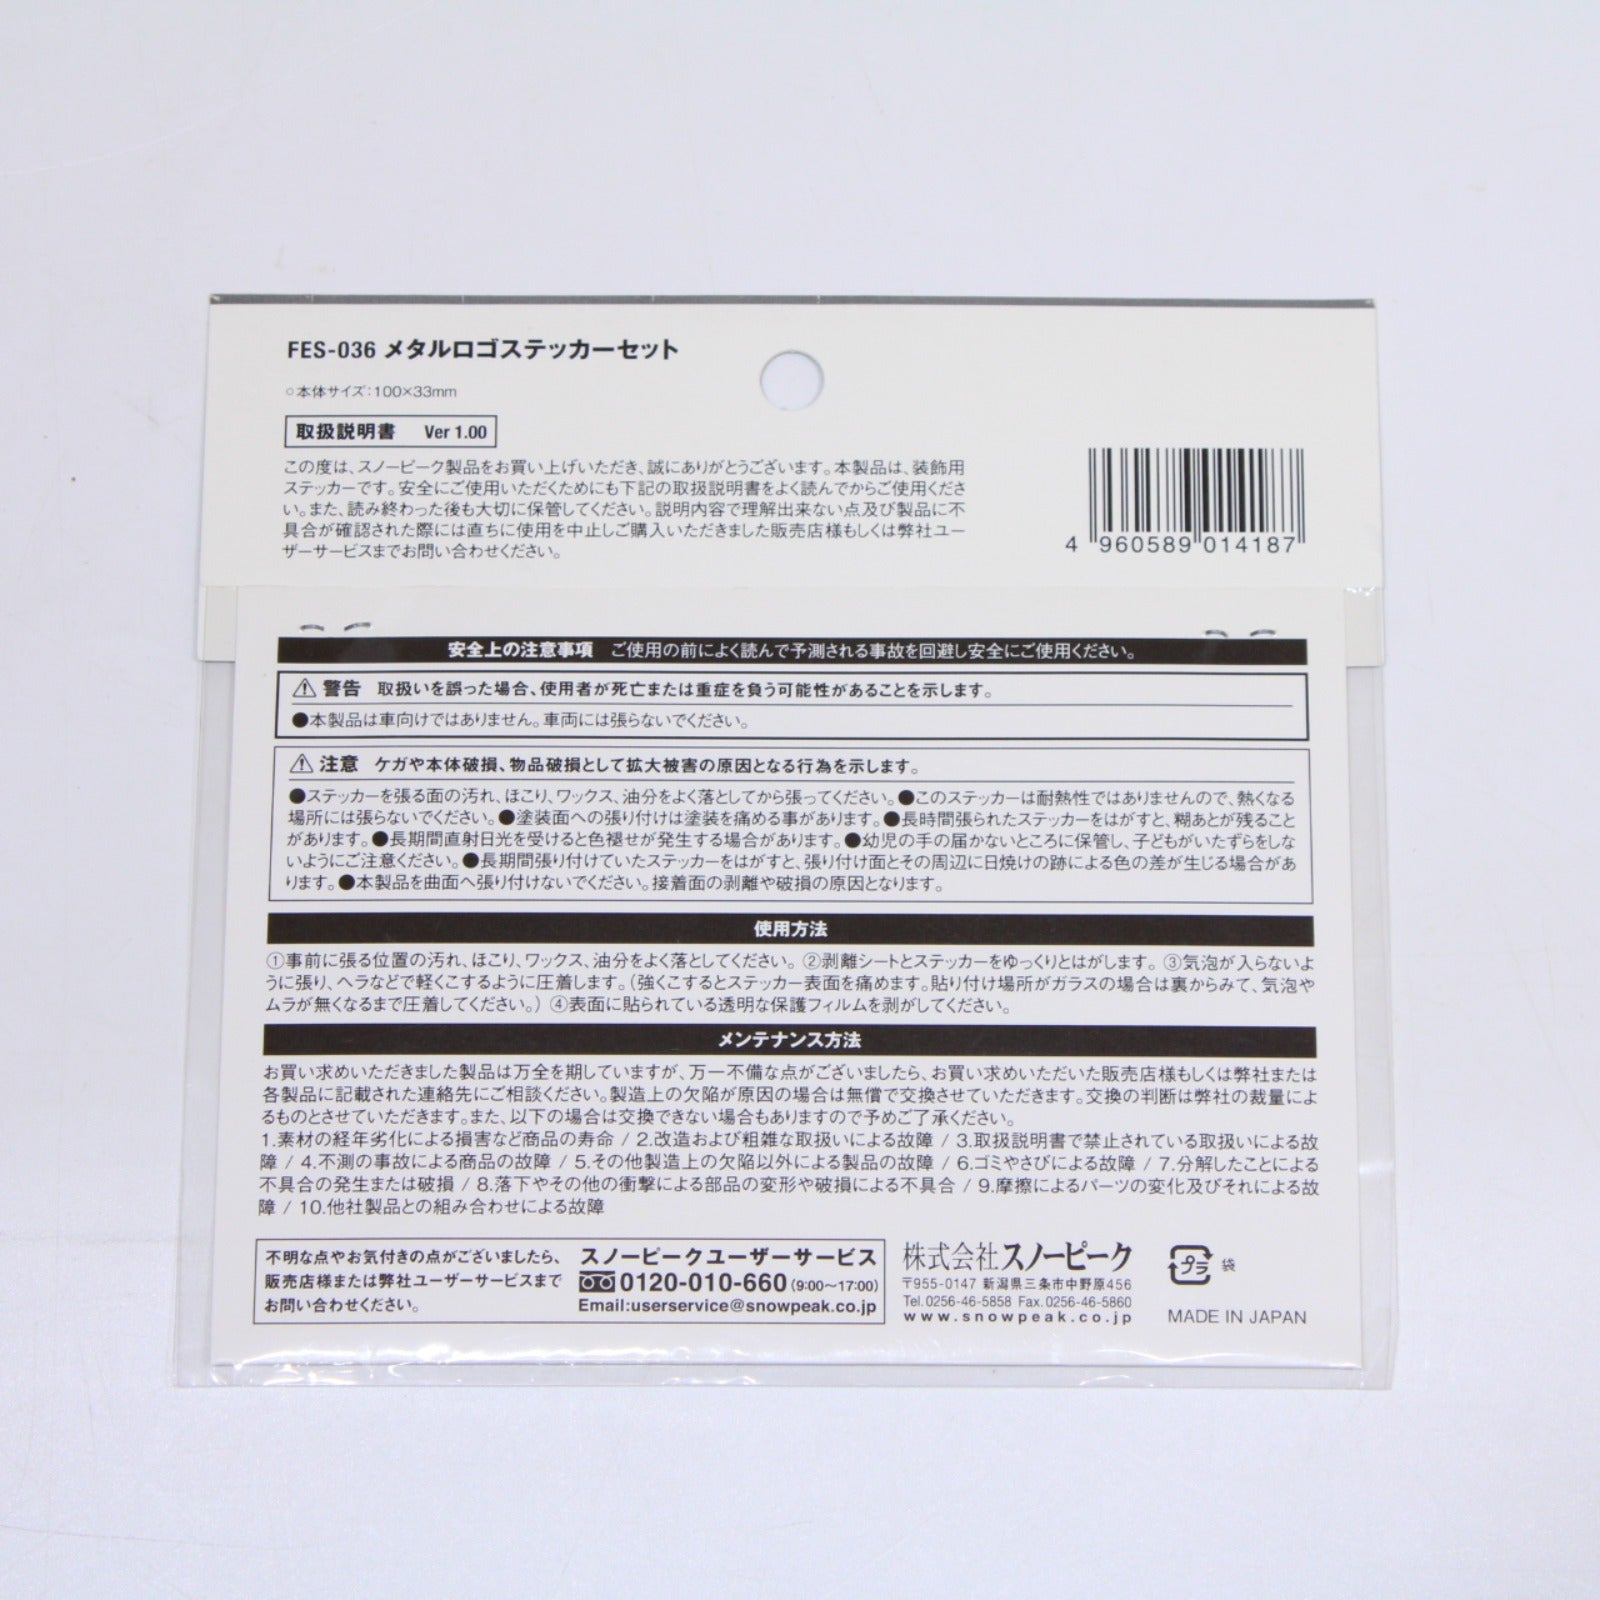 FES-036 メタルロゴステッカーセット
○本体サイズ:100×33mm
取扱説明書 Ver 1.00
この度は、スノーピーク製品をお買い上げいただき、誠にありがとうございます。本製品は、装飾用
ステッカーです。安全にご使用いただくためにも下記の取扱説明書をよく読んでからご使用くださ
い。また、読み終わった後も大切に保管してください。説明内容で理解出来ない点及び製品に不
具合が確認された際には直ちに使用を中止しご購入いただきました販売店様もしくは弊社ユー
ザーサービスまでお問い合わせください。
4 960589 014187
安全上の注意事項 ご使用の前によく読んで予測される事故を回避し安全にご使用ください。
⚠ 警告 取扱いを誤った場合、使用者が死亡または重症を負う可能性があることを示します。
●本製品は車向けではありません。車両には張らないでください。
⚠ 注意 ケガや本体破損、物品破損として拡大被害の原因となる行為を示します。
●ステッカーを張る面の汚れ、ほこり、ワックス、油分をよく落としてから張ってください。●このステッカーは耐熱性ではありませんので、熱くなる
場所には張らないでください。●塗装面への張り付けは塗装を痛める事があります。●長時間張られたステッカーをはがすと、糊あとが残ること
があります。●長期間直射日光を受けると色褪せが発生する場合があります。●幼児の手の届かないところに保管し、子どもがいたずらをしな
いようにご注意ください。●長期間張り付けていたステッカーをはがすと、張り付け面とその周辺に日焼けの跡による色の差が生じる場合があ
ります。●本製品を曲面へ張り付けないでください。接着面の剥離や破損の原因となります。
使用方法
①事前に張る位置の汚れ、ほこり、ワックス、油分をよく落としてください。②剥離シートとステッカーをゆっくりとはがします。③気泡が入らないよ
うに張り、ヘラなどで軽くこするように圧着します。(強くこするとステッカー表面を痛めます。貼り付け場所がガラスの場合は裏からみて、気泡や
ムラが無くなるまで圧着してください。) ④表面に貼られている透明な保護フィルムを剥がしてください。
メンテナンス方法
お買い求めいただきました製品は万全を期していますが、万一不備な点がございましたら、お買い求めいただいた販売店様もしくは弊社または
各製品に記載された連絡先にご相談ください。製造上の欠陥が原因の場合は無償で交換させていただきます。交換の判断は弊社の裁量によ
るものとさせていただきます。また、以下の場合は交換できない場合もありますので予めご了承ください。
1.素材の経年劣化による損害など商品の寿命 / 2.改造および粗雑な取扱いによる故障 / 3.取扱説明書で禁止されている取扱いによる故
障 / 4.不測の事故による商品の故障 / 5.その他製造上の欠陥以外による製品の故障 / 6.ゴミやさびによる故障 / 7.分解したことによる
不具合の発生または破損 / 8.落下やその他の衝撃による部品の変形や破損による不具合 / 9.摩擦によるパーツの変化及びそれによる故
障 / 10.他社製品との組み合わせによる故障
不明な点やお気付きの点がございましたら、
販売店様または弊社ユーザーサービスまで
お問い合わせください。
スノーピークユーザーサービス
0120-010-660(9:00〜17:00)
Email:userservice@snowpeak.co.jp
株式会社スノーピーク
〒955-0147 新潟県三条市中野原456
Tel.0256-46-5858 Fax.0256-46-5860
www.snowpeak.co.jp
プラ 袋
MADE IN JAPAN